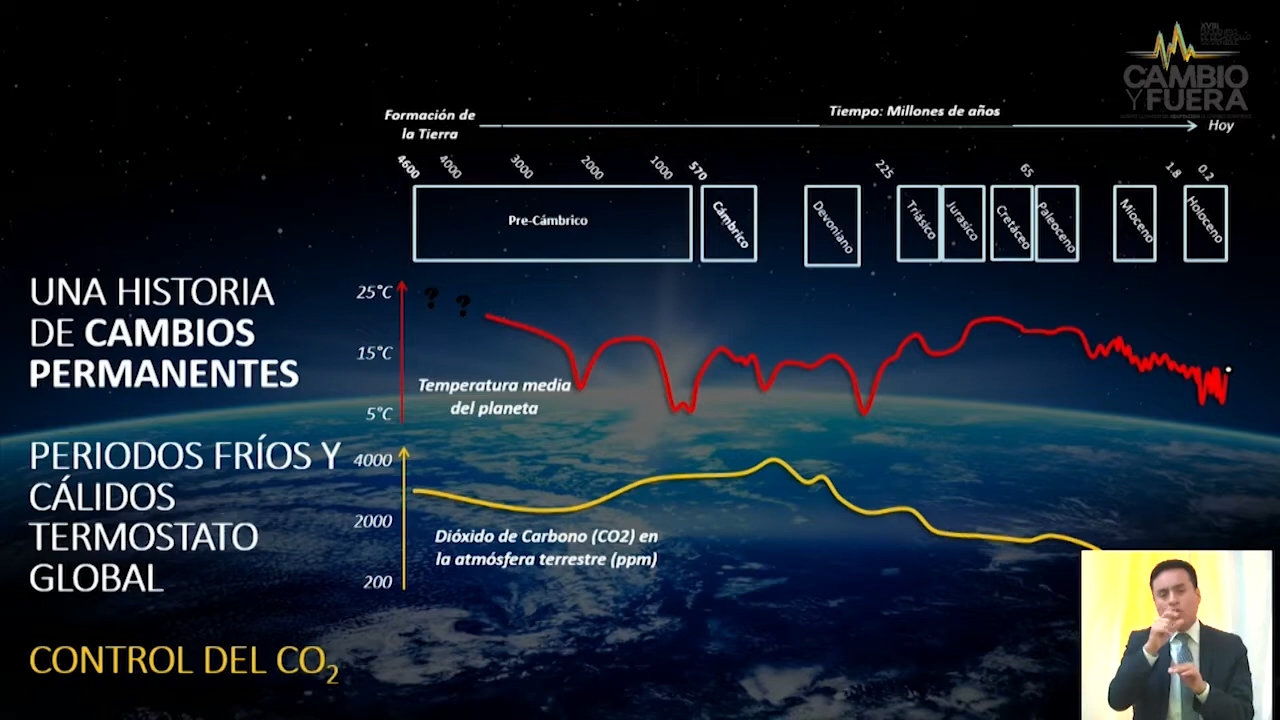 XVIII
CAMBIO
Y FUERA
Formación de
la Tierra
Tiempo: Millones de años
Hoy
4600
4000
3000
2000
1000
570
225
65
1.8
0.2
Pre-Cámbrico
Cámbrico
Devoniano
Triásico
Jurasico
Cretáceo
Paleoceno
Mioceno
Holoceno
UNA HISTORIA
DE CAMBIOS
PERMANENTES
25°C
? ?
15°C
5°C
Temperatura media
del planeta
PERIODOS FRÍOS Y
CÁLIDOS
TERMOSTATO
GLOBAL
4000
2000
200
Dióxido de Carbono (CO2) en
la atmósfera terrestre (ppm)
CONTROL DEL CO₂